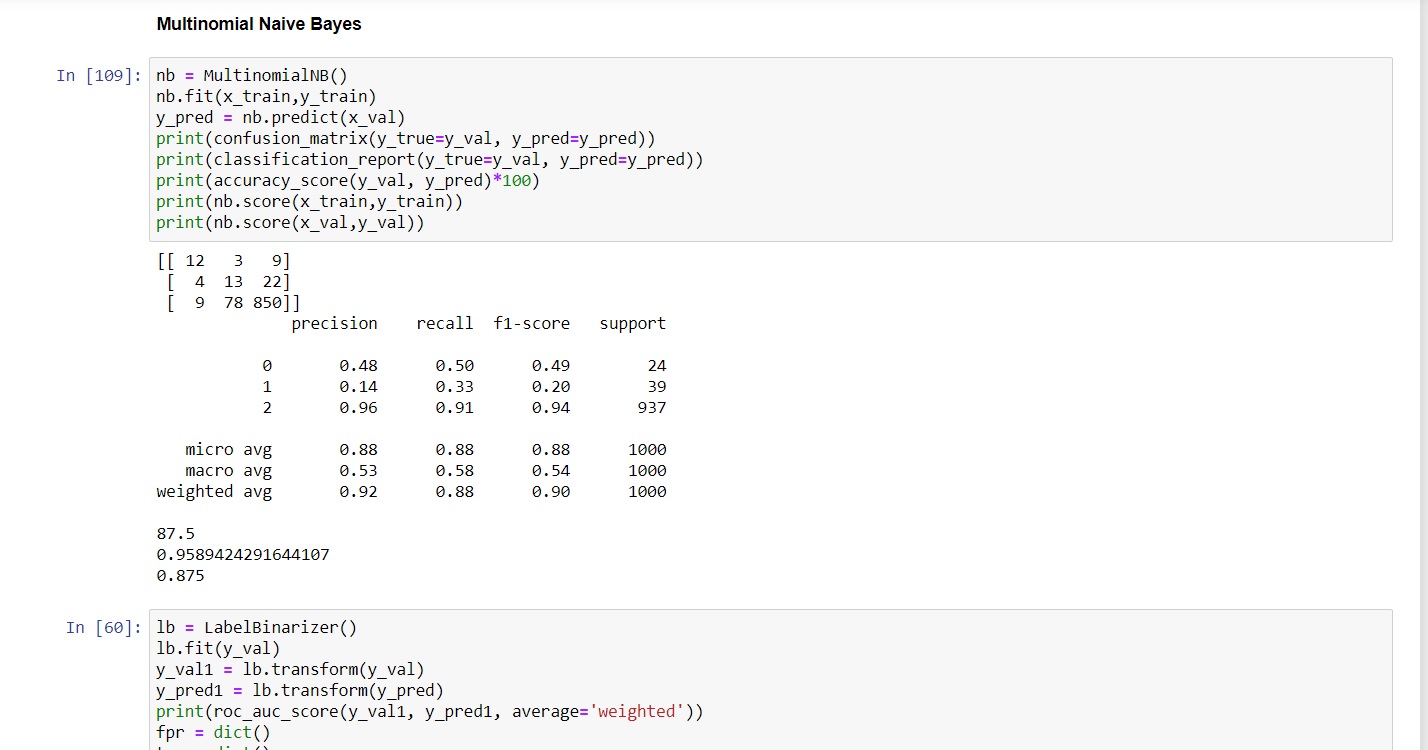 Multinomial Naive Bayes
In [109]: nb = MultinomialNB()
nb.fit(x_train,y_train)
y_pred = nb.predict(x_val)
print(confusion_matrix(y_true=y_val, y_pred=y_pred))
print(classification_report(y_true=y_val, y_pred=y_pred))
print(accuracy_score(y_val, y_pred)*100)
print(nb.score(x_train,y_train))
print(nb.score(x_val,y_val))
[[ 12   3   9]
[  4  13  22]
[  9  78 850]]
precision    recall  f1-score   support
0       0.48      0.50      0.49        24
1       0.14      0.33      0.20        39
2       0.96      0.91      0.94       937
micro avg       0.88      0.88      0.88      1000
macro avg       0.53      0.58      0.54      1000
weighted avg       0.92      0.88      0.90      1000
87.5
0.9589424291644107
0.875
In [60]: lb = LabelBinarizer()
lb.fit(y_val)
y_val1 = lb.transform(y_val)
y_pred1 = lb.transform(y_pred)
print(roc_auc_score(y_val1, y_pred1, average='weighted'))
fpr = dict()